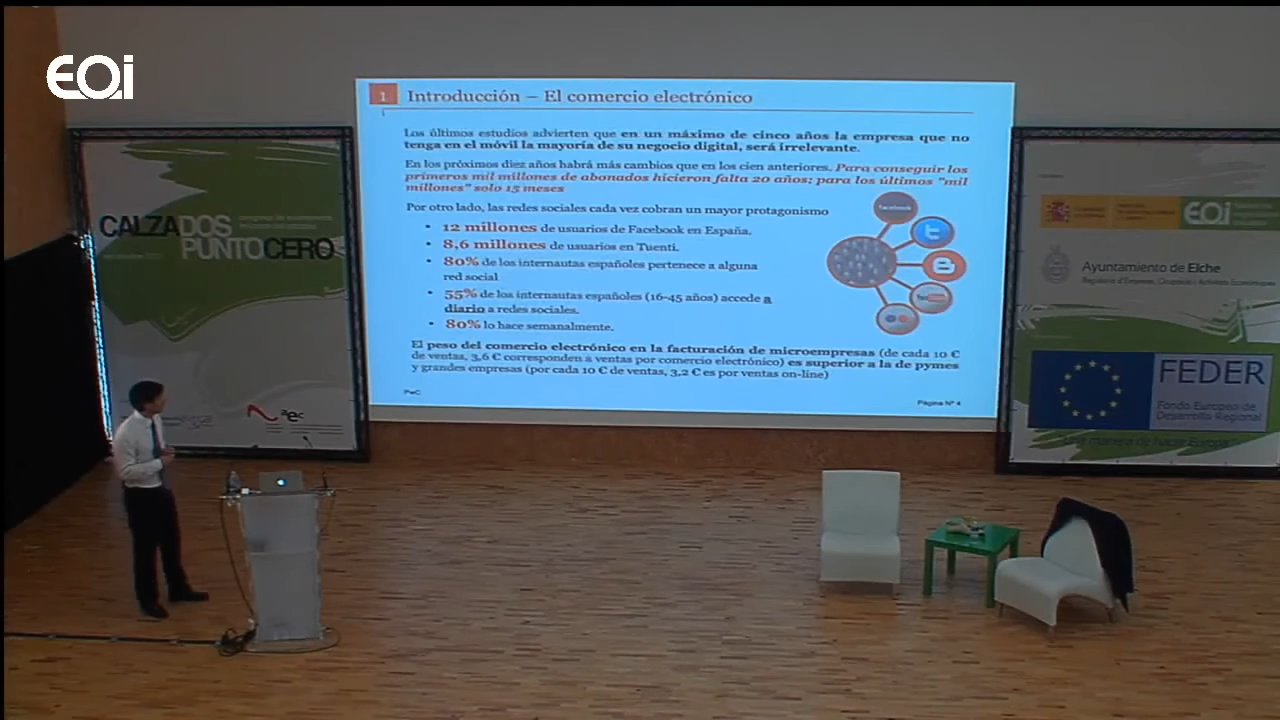 EOi
1 Introducción – El comercio electrónico
Los últimos estudios advierten que en un máximo de cinco años la empresa que no
tenga en el móvil la mayoría de su negocio digital, será irrelevante.
En los próximos diez años habrá más cambios que en los cien anteriores. Para conseguir los
primeros mil millones de abonados hicieron falta 20 años; para los últimos "mil
millones" solo 15 meses
Por otro lado, las redes sociales cada vez cobran un mayor protagonismo
• 12 millones de usuarios de Facebook en España.
• 8,6 millones de usuarios en Tuenti.
• 80% de los internautas españoles pertenece a alguna
red social
• 55% de los internautas españoles (16-45 años) accede a
diario a redes sociales.
• 80% lo hace semanalmente.
facebook
El peso del comercio electrónico en la facturación de microempresas (de cada 10 €
de ventas, 3,6 € corresponden a ventas por comercio electrónico) es superior a la de pymes
y grandes empresas (por cada 10 € de ventas, 3,2 € es por ventas on-line)
PwC
Página Nº 4
CALZADOS
PUNTOCERO
aec
EOi
Ayuntamiento de Elche
FEDER
Fondo Europeo de
Desarrollo Regional
"una manera de hacer Europa"